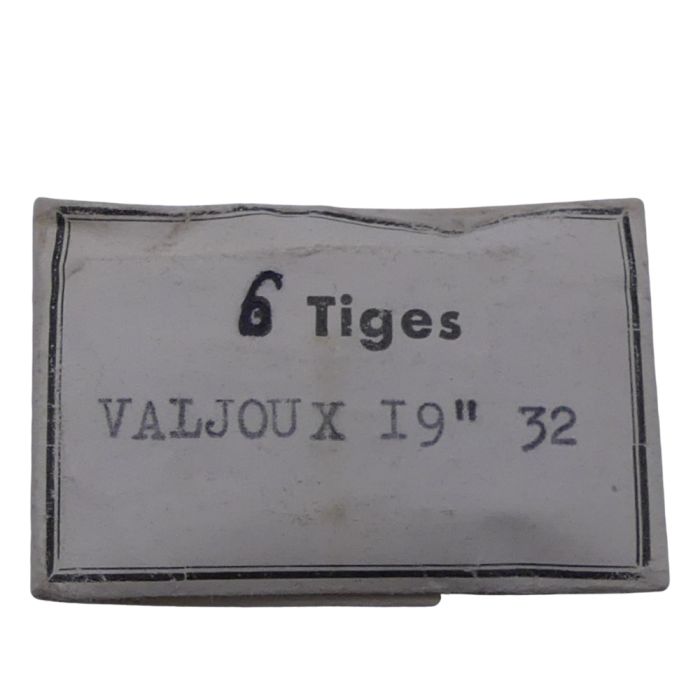 6 Tiges
VALJOUX I9" 32